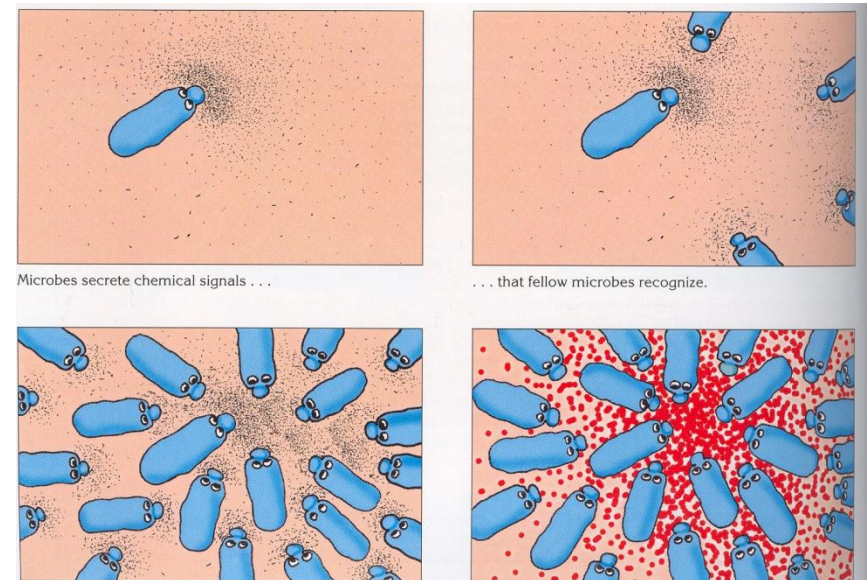 Microbes secrete chemical signals . . .
. . . that fellow microbes recognize.